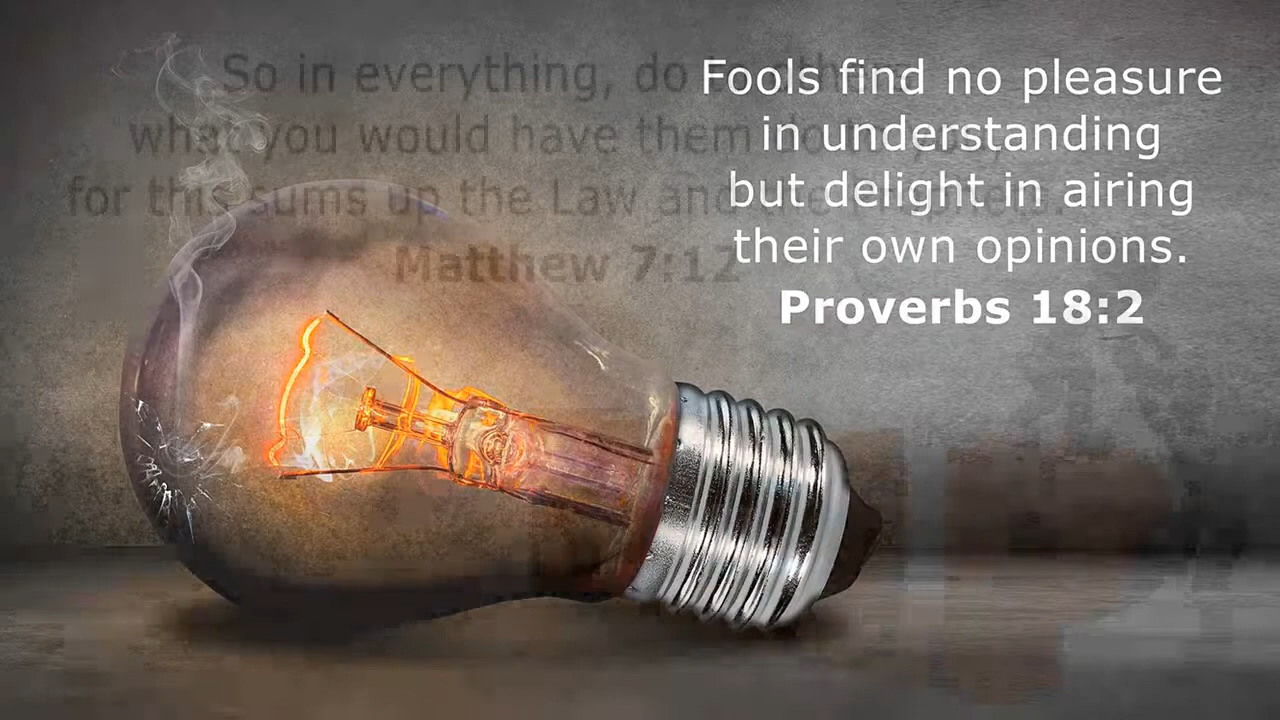 Fools find no pleasure
in understanding
but delight in airing
their own opinions.
Proverbs 18:2
So in everything, do
what you would have them
for this sums up the Law and
Matthew 7:12